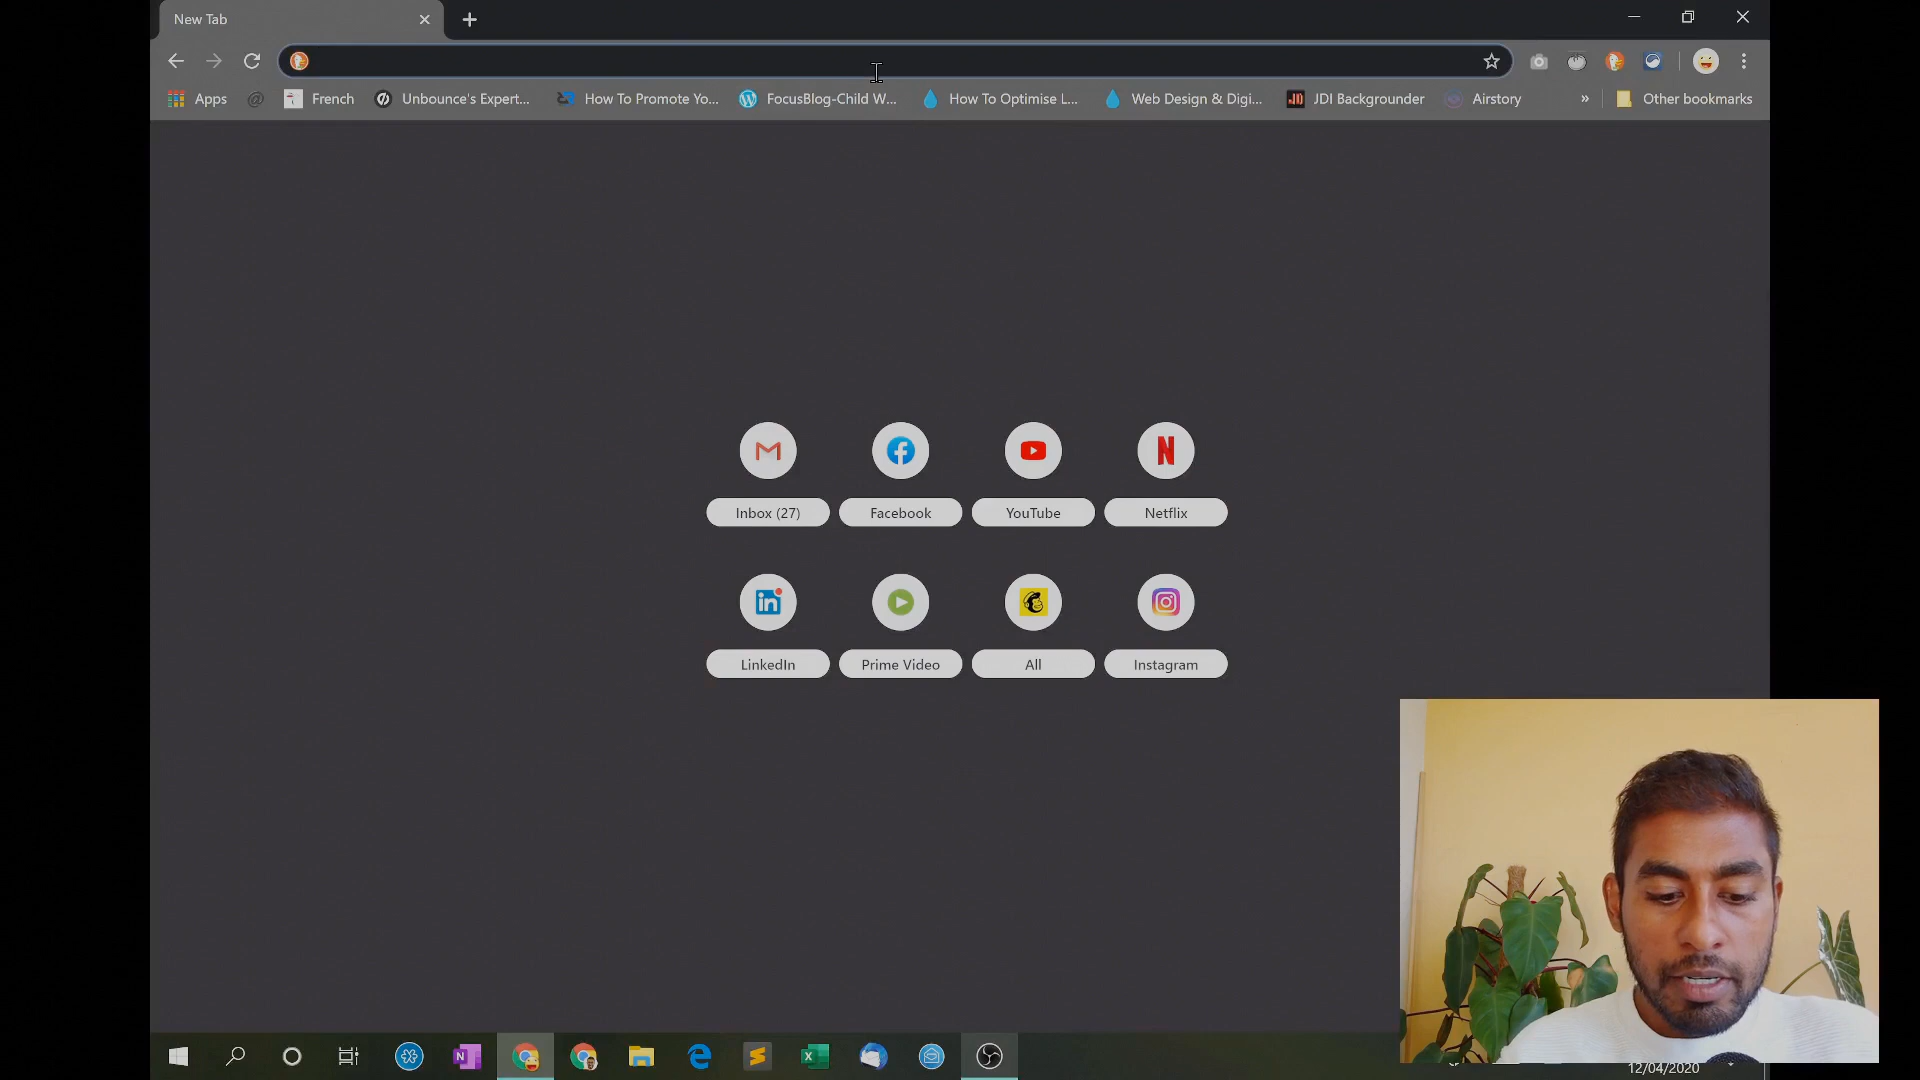 New Tab
Apps
French
Unbounce's Expert...
How To Promote Yo...
FocusBlog-Child W...
How To Optimise L...
Web Design & Digi...
JDI Backgrounder
Airstory
»
Other bookmarks
Inbox (27)
Facebook
YouTube
Netflix
LinkedIn
Prime Video
All
Instagram
12/04/2020